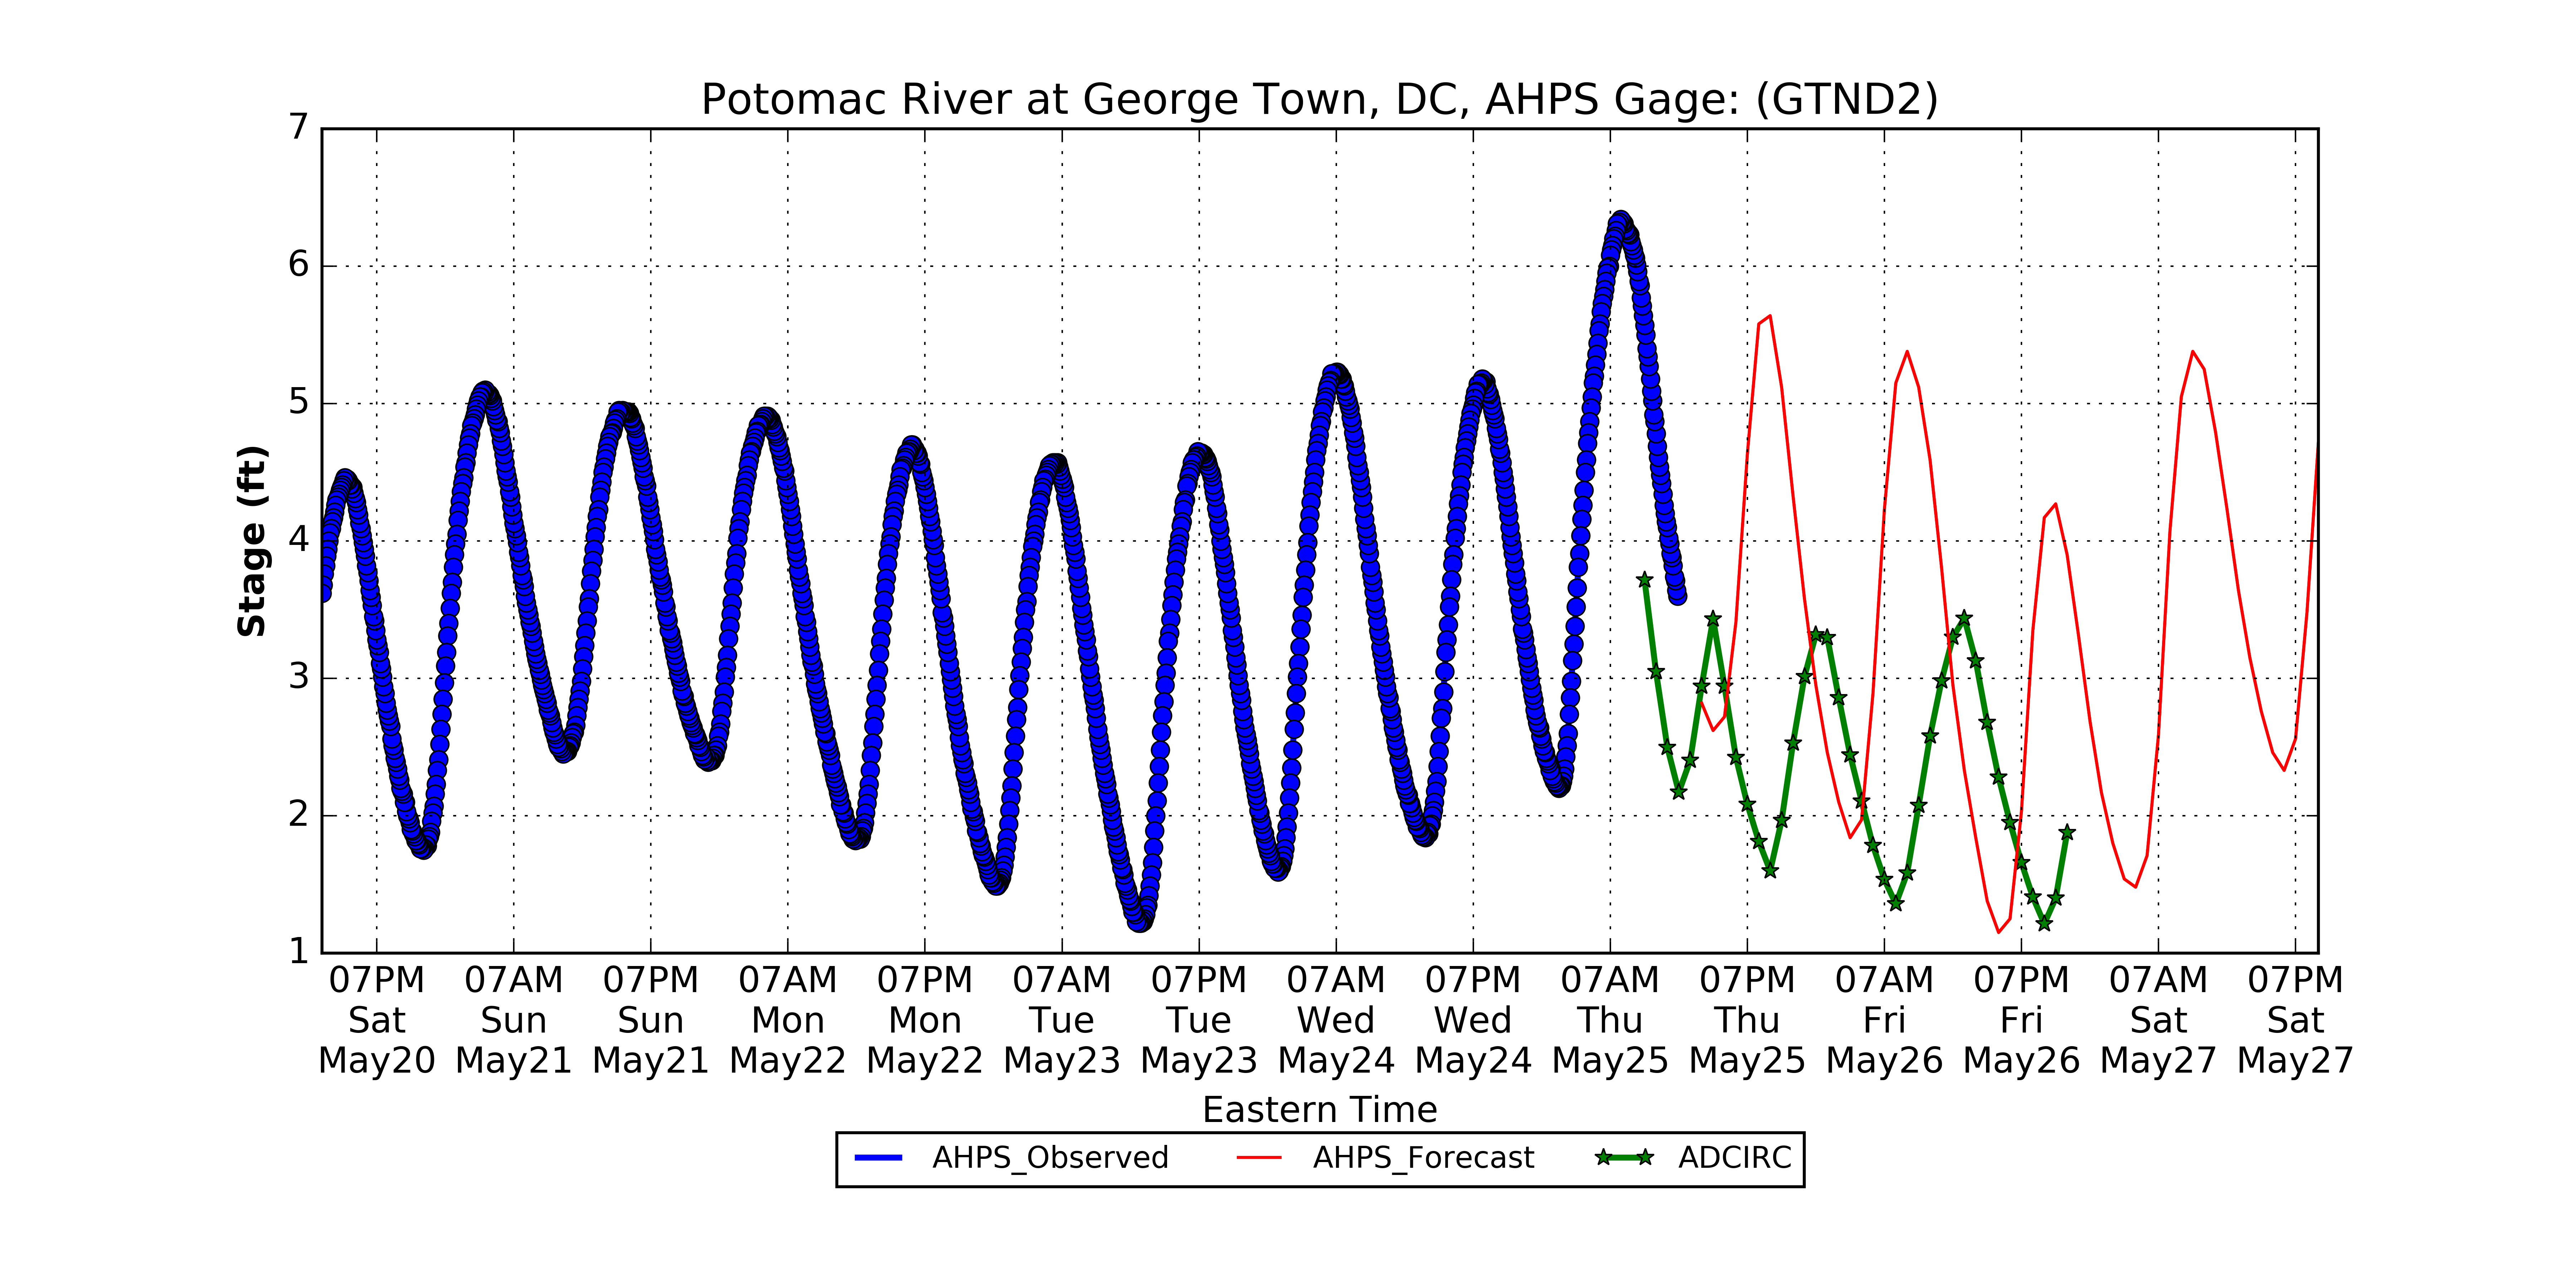 Potomac River at George Town, DC, AHPS Gage: (GTND2)
7
6
5
4
3
2
1
Stage (ft)
07PM 07AM 07PM 07AM 07PM 07AM 07PM 07AM 07PM 07AM 07PM 07AM 07PM 07AM 07PM
Sat Sun Sun Mon Mon Tue Tue Wed Wed Thu Thu Fri Fri Sat Sat
May20 May21 May21 May22 May22 May23 May23 May24 May24 May25 May25 May26 May26 May27 May27
Eastern Time
AHPS_Observed AHPS_Forecast ADCIRC